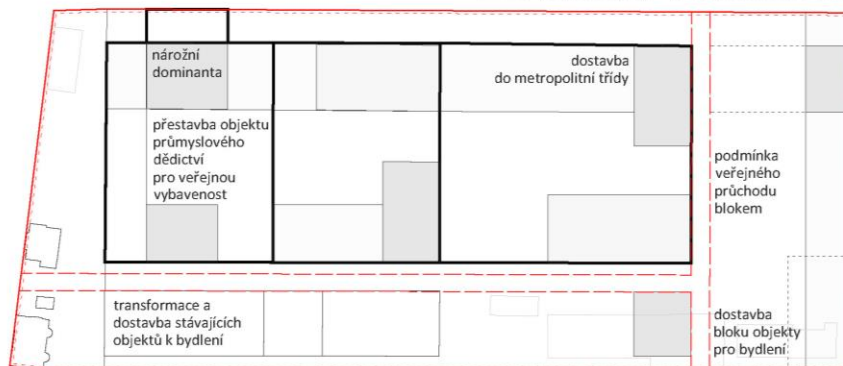 nárožní
dominanta
dostavba
do metropolitní třídy
přestavba objektu
průmyslového
dědictví
pro veřejnou
vybavenost
podmínka
veřejného
průchodu
blokem
transformace a
dostavba stávajících
objektů k bydlení
dostavba
bloku objekty
pro bydlení